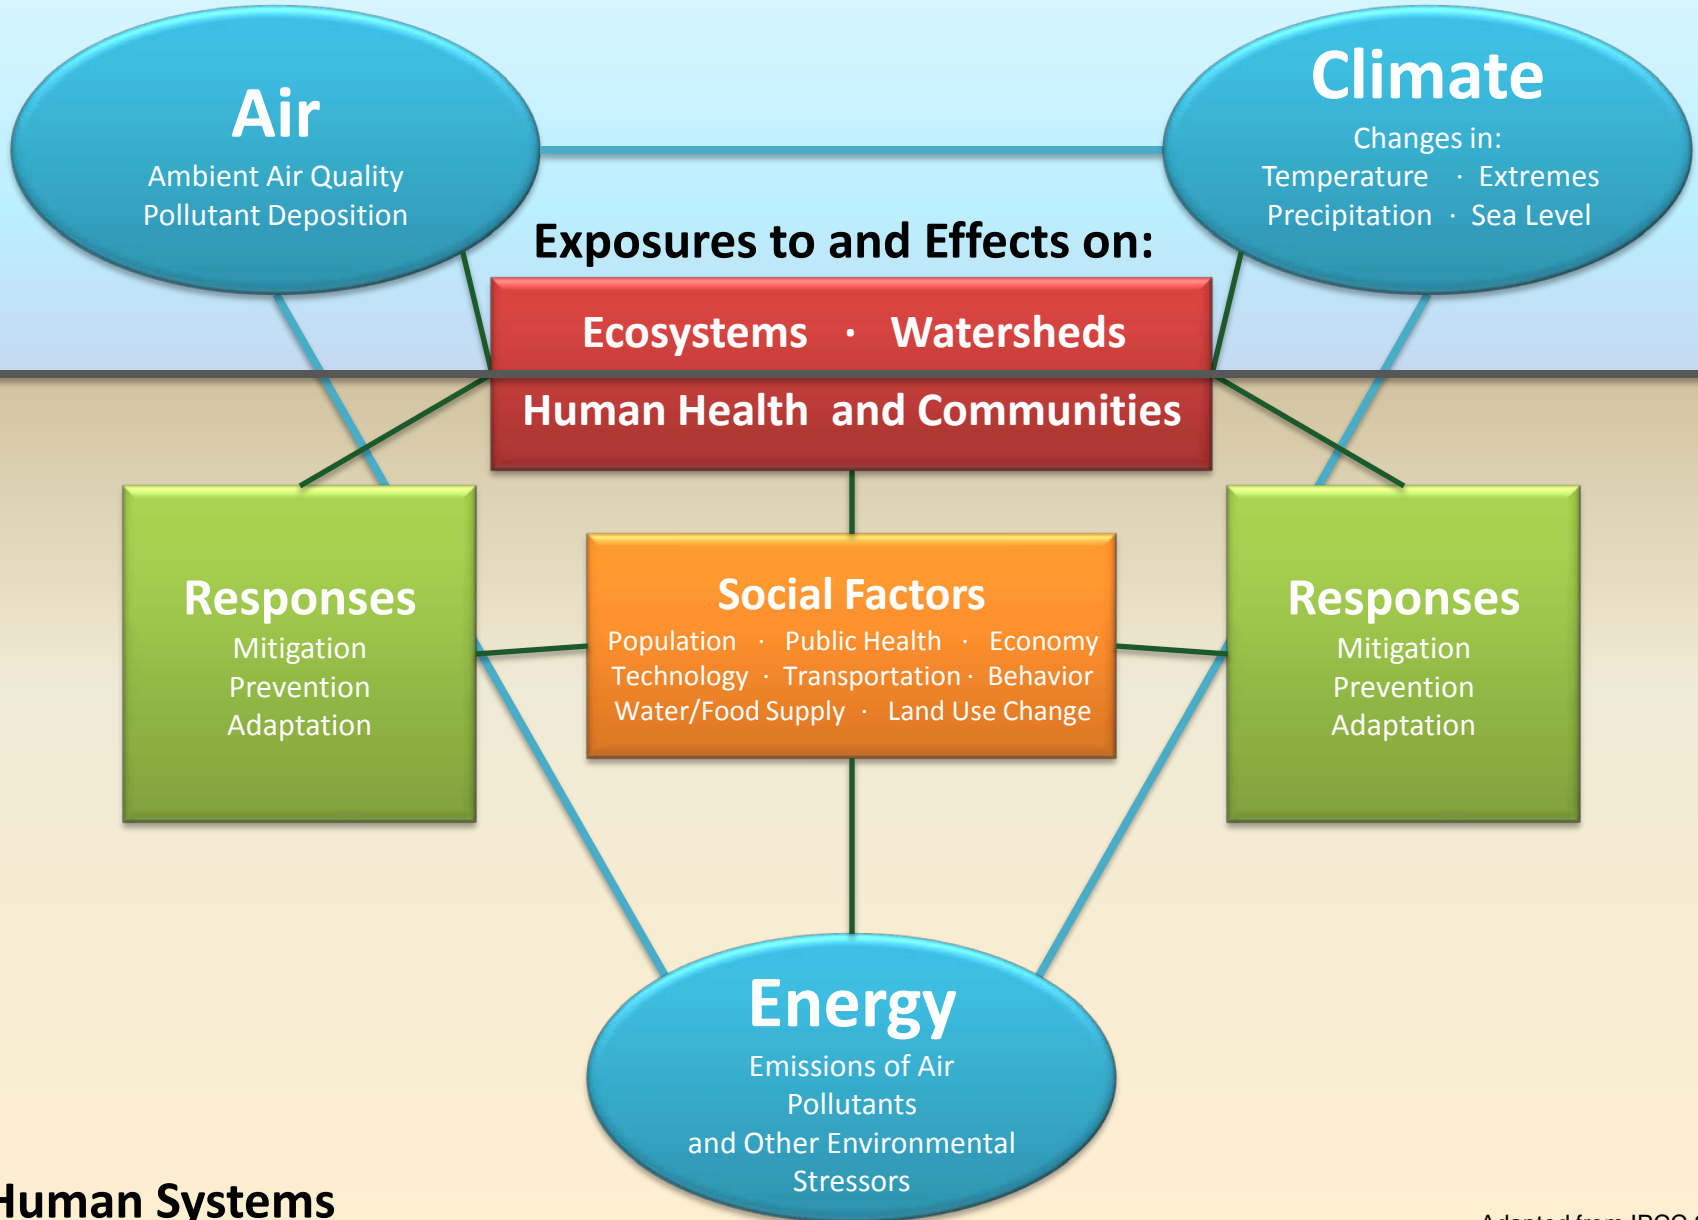 Air
Ambient Air Quality
Pollutant Deposition
Climate
Changes in:
Temperature · Extremes
Precipitation · Sea Level
Exposures to and Effects on:
Ecosystems · Watersheds
Human Health and Communities
Responses
Mitigation
Prevention
Adaptation
Social Factors
Population · Public Health · Economy
Technology · Transportation · Behavior
Water/Food Supply · Land Use Change
Responses
Mitigation
Prevention
Adaptation
Energy
Emissions of Air
Pollutants
and Other Environmental
Stressors
Human Systems
Adapted from IPCC